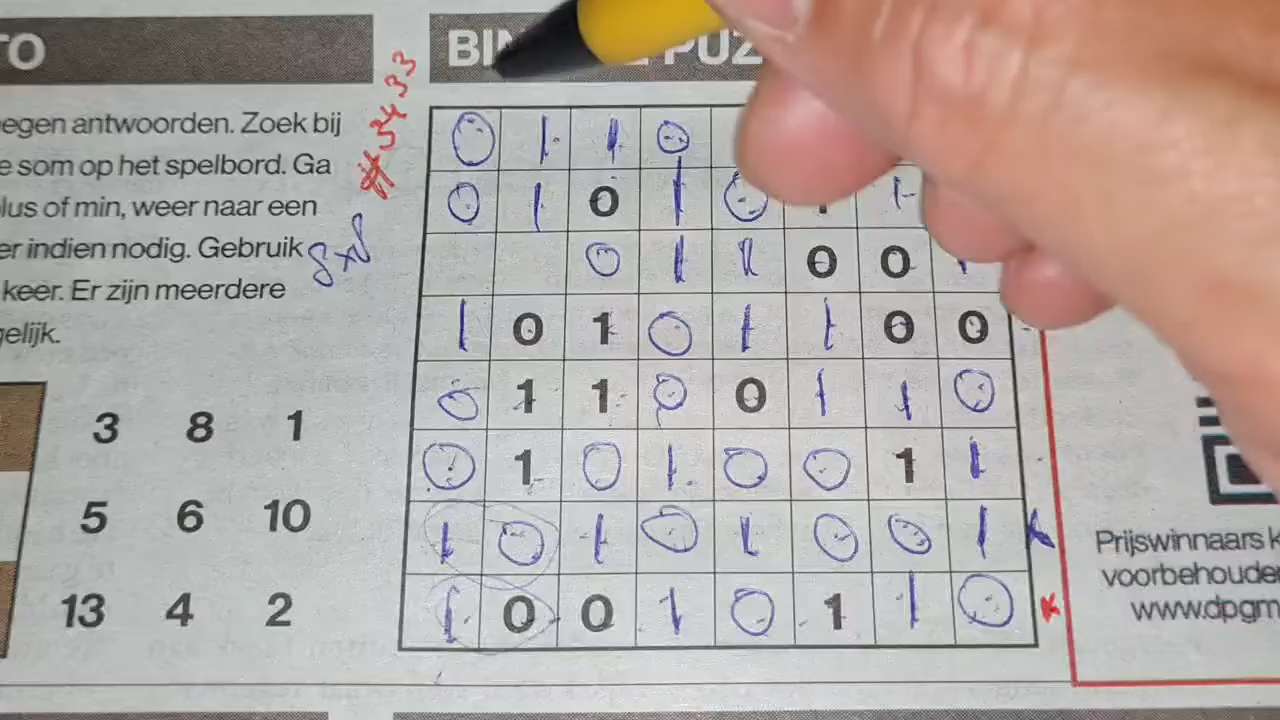 TO
BIN PUZ
#3433
egen antwoorden. Zoek bij
e som op het spelbord. Ga
lus of min, weer naar een
er indien nodig. Gebruik
keer. Er zijn meerdere
gelijk.
8x8
0 1 1 0
0 1 0 1 0 1 1
0 1 1 0 0 1
1 0 1 0 1 1 0 0
0 1 1 0 0 1 1 0
0 1 0 1 0 0 1 1
1 0 1 0 1 0 0 1
1 0 0 1 0 1 1 0
3 8 1
5 6 10
13 4 2
Prijswinnaars
voorbehoude
www.dpgm